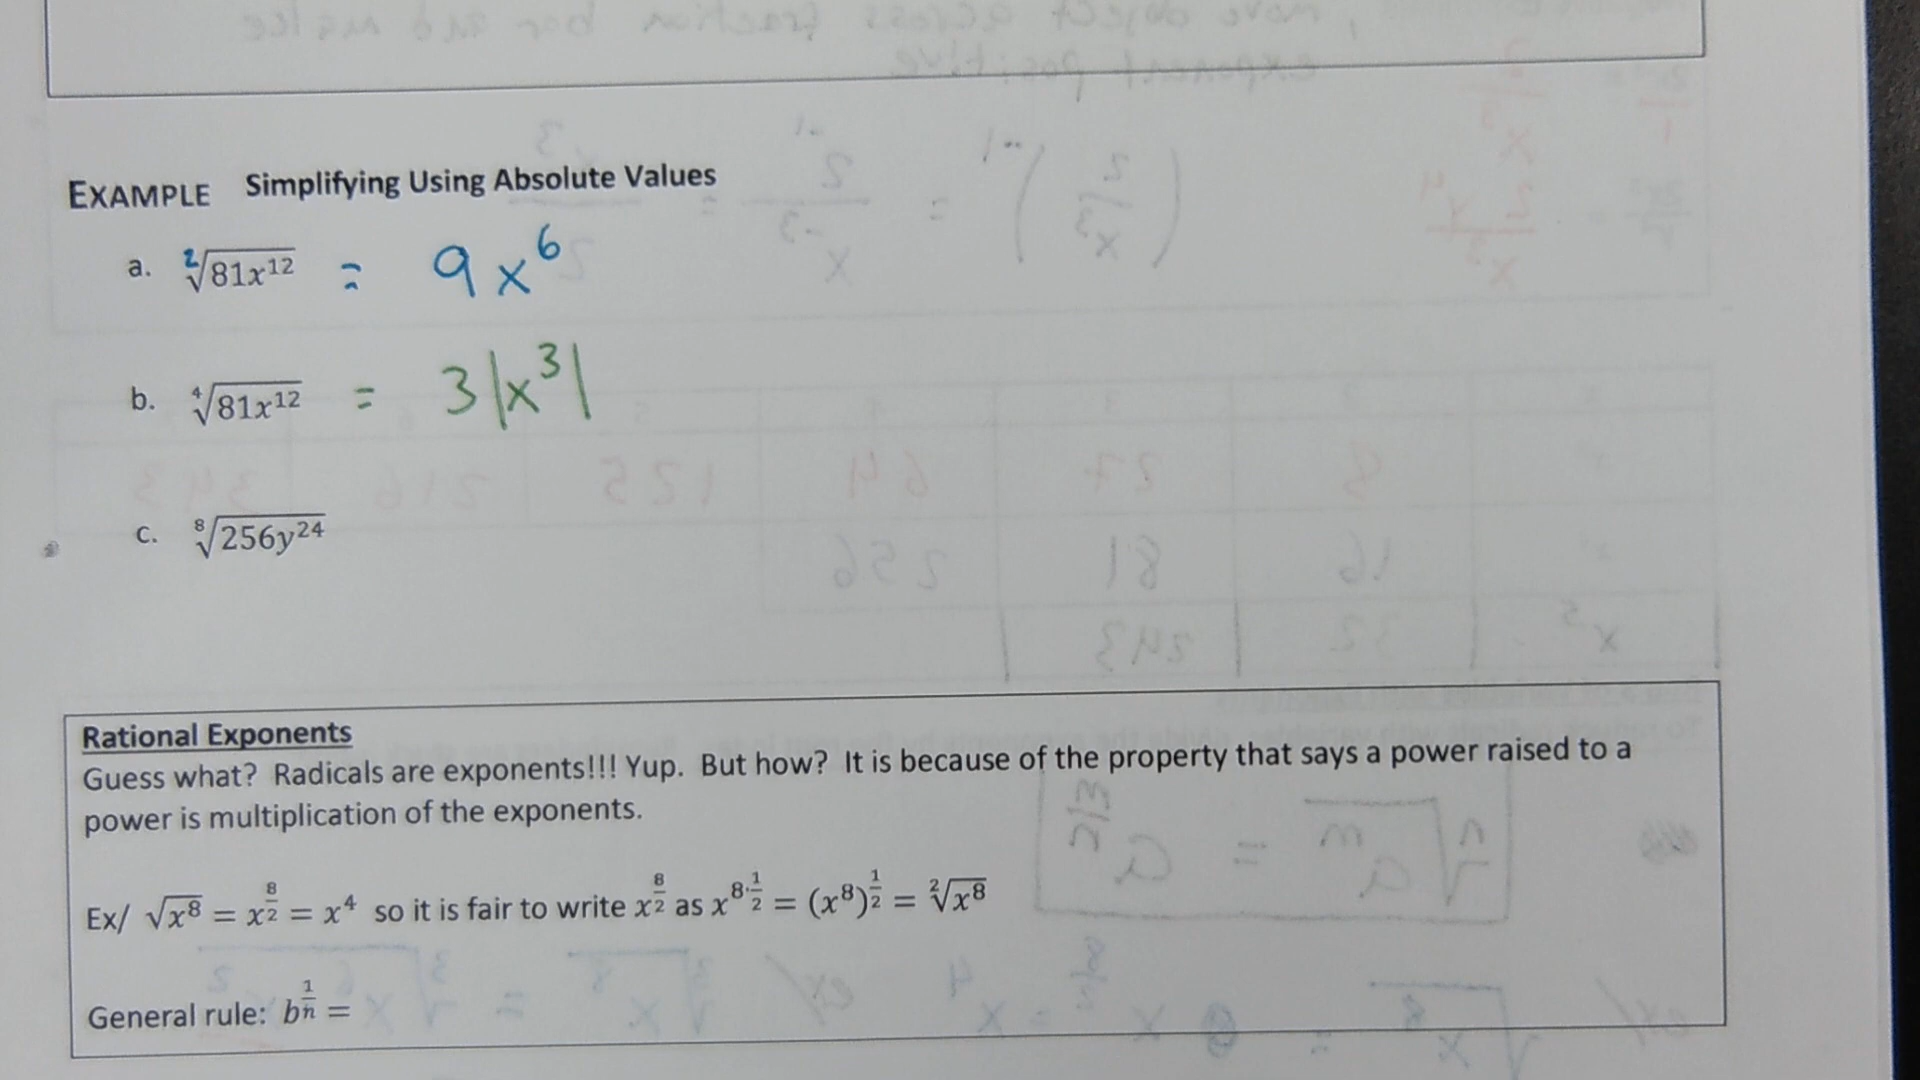 EXAMPLE Simplifying Using Absolute Values
a. ²√81x¹² = 9x⁶
b. ⁴√81x¹² = 3|x³|
c. ⁸√256y²⁴
Rational Exponents
Guess what? Radicals are exponents!!! Yup. But how? It is because of the property that says a power raised to a
power is multiplication of the exponents.
Ex/ √x⁸ = x^(8/2) = x⁴ so it is fair to write x^(8/2) as x^(8·1/2) = (x⁸)^(1/2) = ²√x⁸
General rule: b^(1/n) =